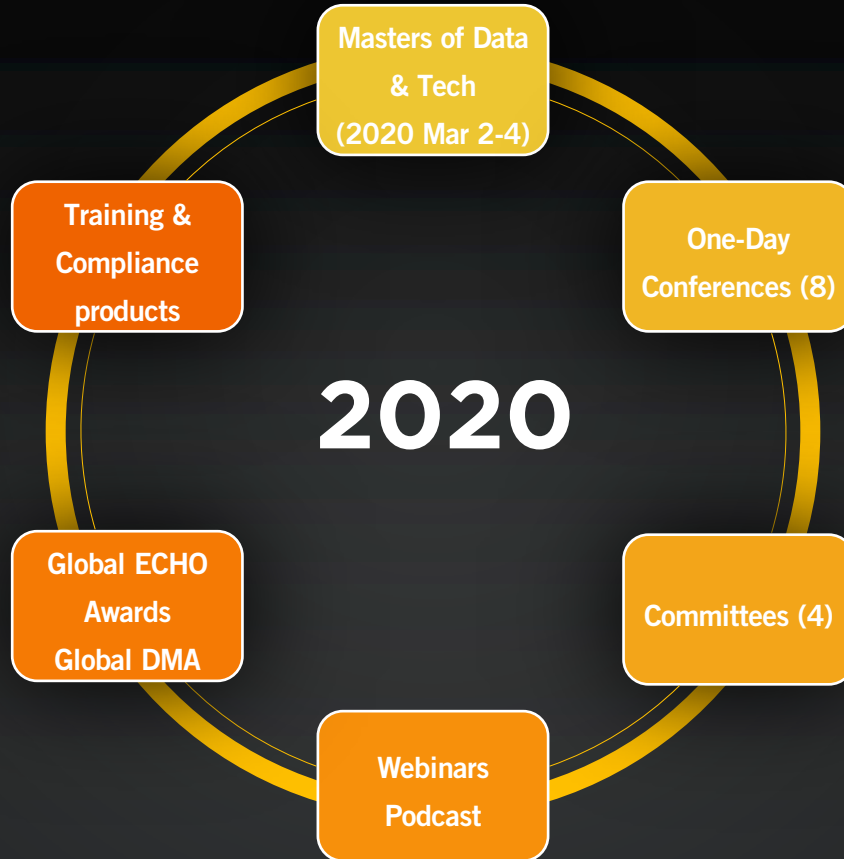 Masters of Data
& Tech
(2020 Mar 2-4)
Training &
Compliance
products
One-Day
Conferences (8)
2020
Global ECHO
Awards
Global DMA
Committees (4)
Webinars
Podcast